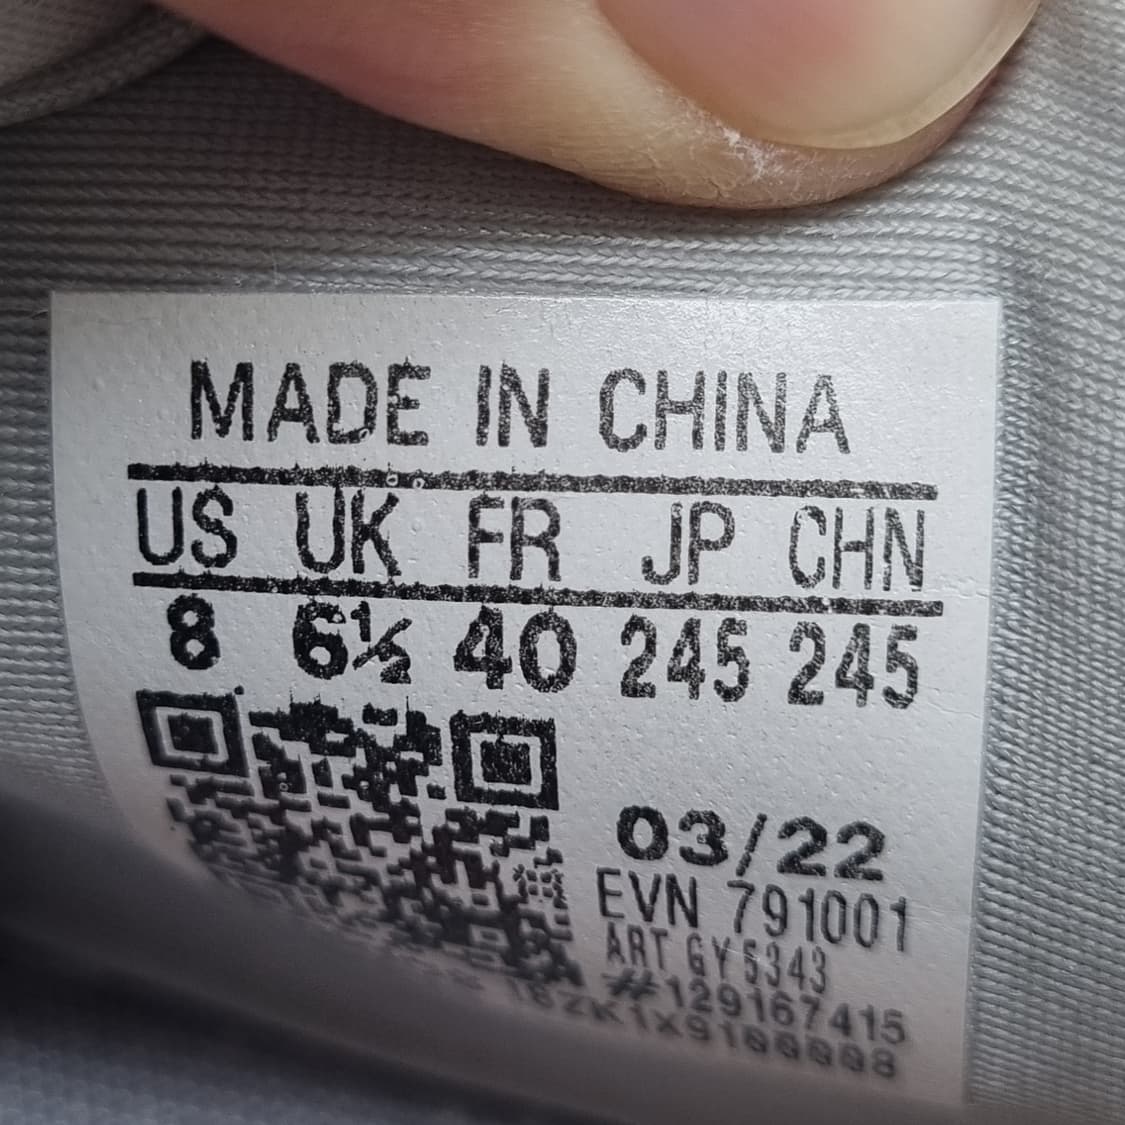 MADE IN CHINA
US UK FR JP CHN
8 6½ 40 245 245
03/22
EVN 791001
ART GY5343
#129167415